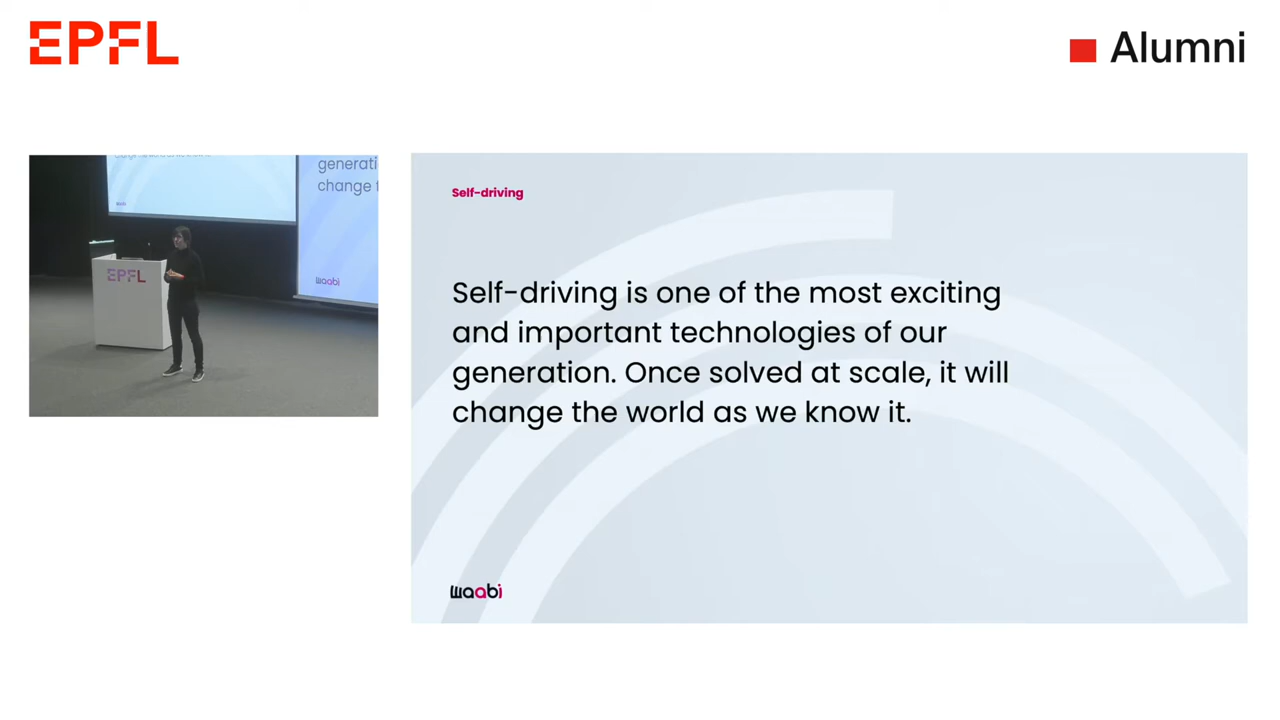 EPFL
Alumni
generati
change t
waabi
EPFL
Self-driving
Self-driving is one of the most exciting
and important technologies of our
generation. Once solved at scale, it will
change the world as we know it.
waabi